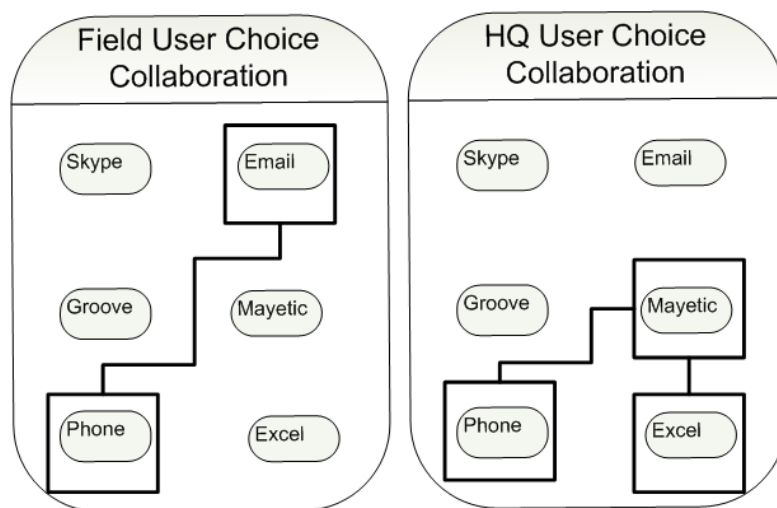 Field User Choice
Collaboration
Skype
Email
Groove
Mayetic
Phone
Excel
HQ User Choice
Collaboration
Skype
Email
Groove
Mayetic
Phone
Excel